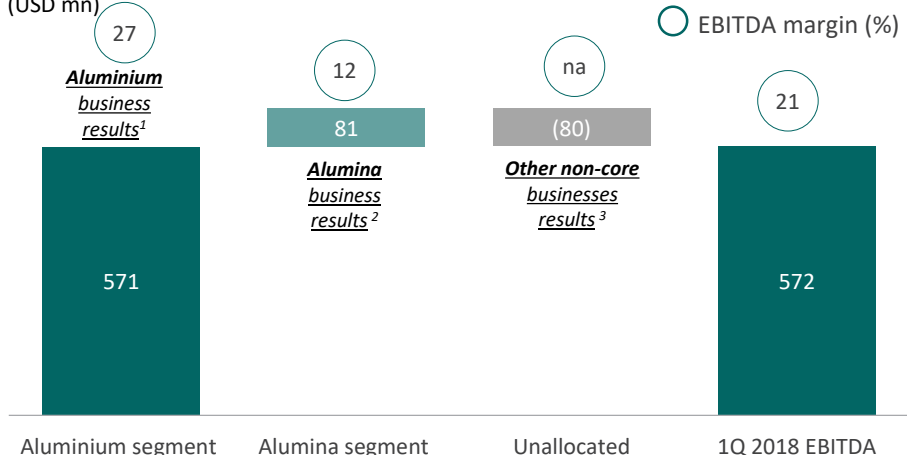 (USD mn)
EBITDA margin (%)
27
12
na
21
Aluminium
business
results1
81
(80)
Alumina
business
results 2
Other non-core
businesses
results 3
571
572
Aluminium segment
Alumina segment
Unallocated
1Q 2018 EBITDA